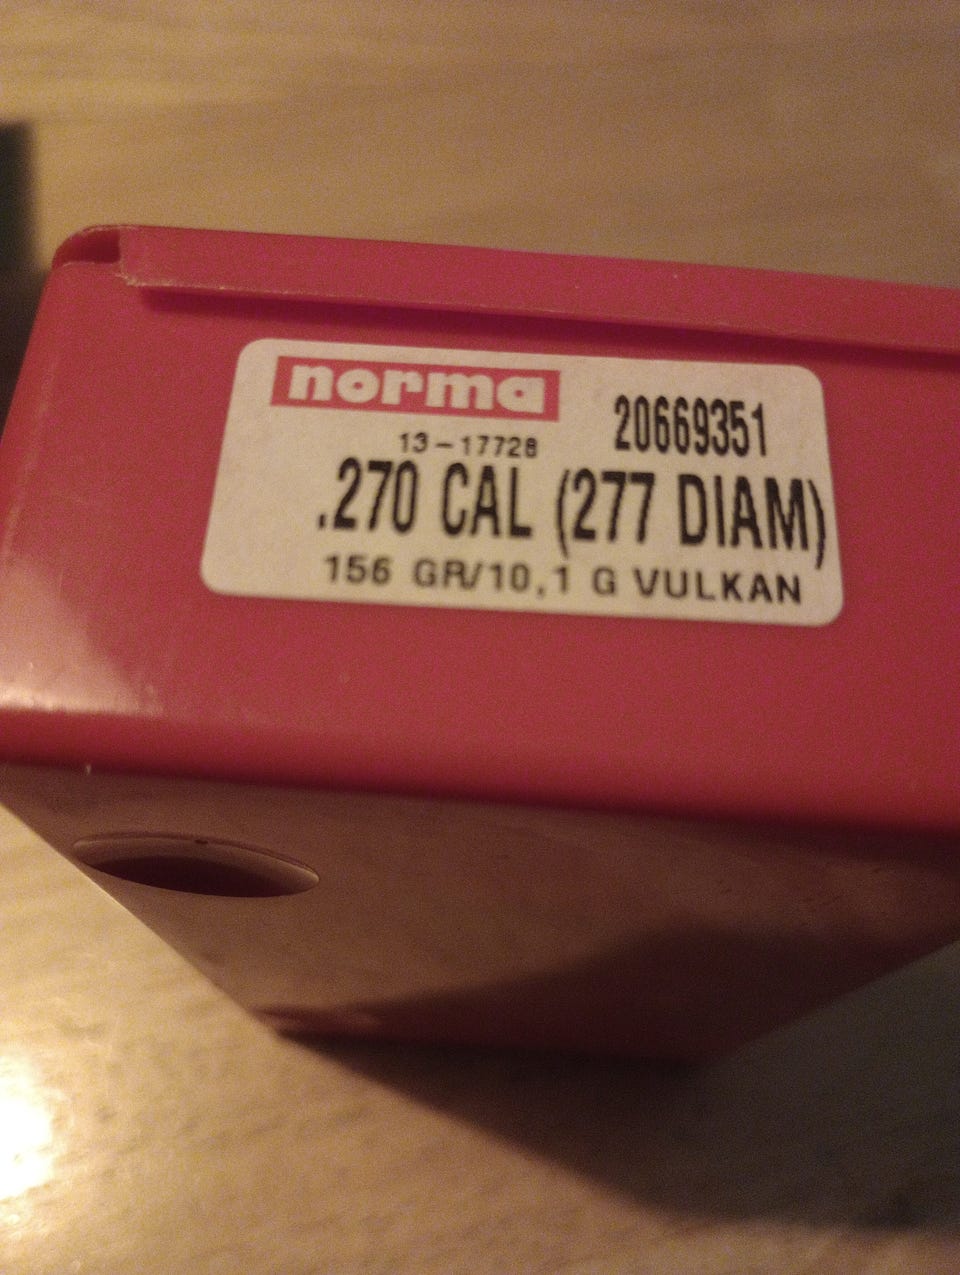 norma
20669351
13-17728
.270 CAL (277 DIAM)
156 GR/10,1 G VULKAN